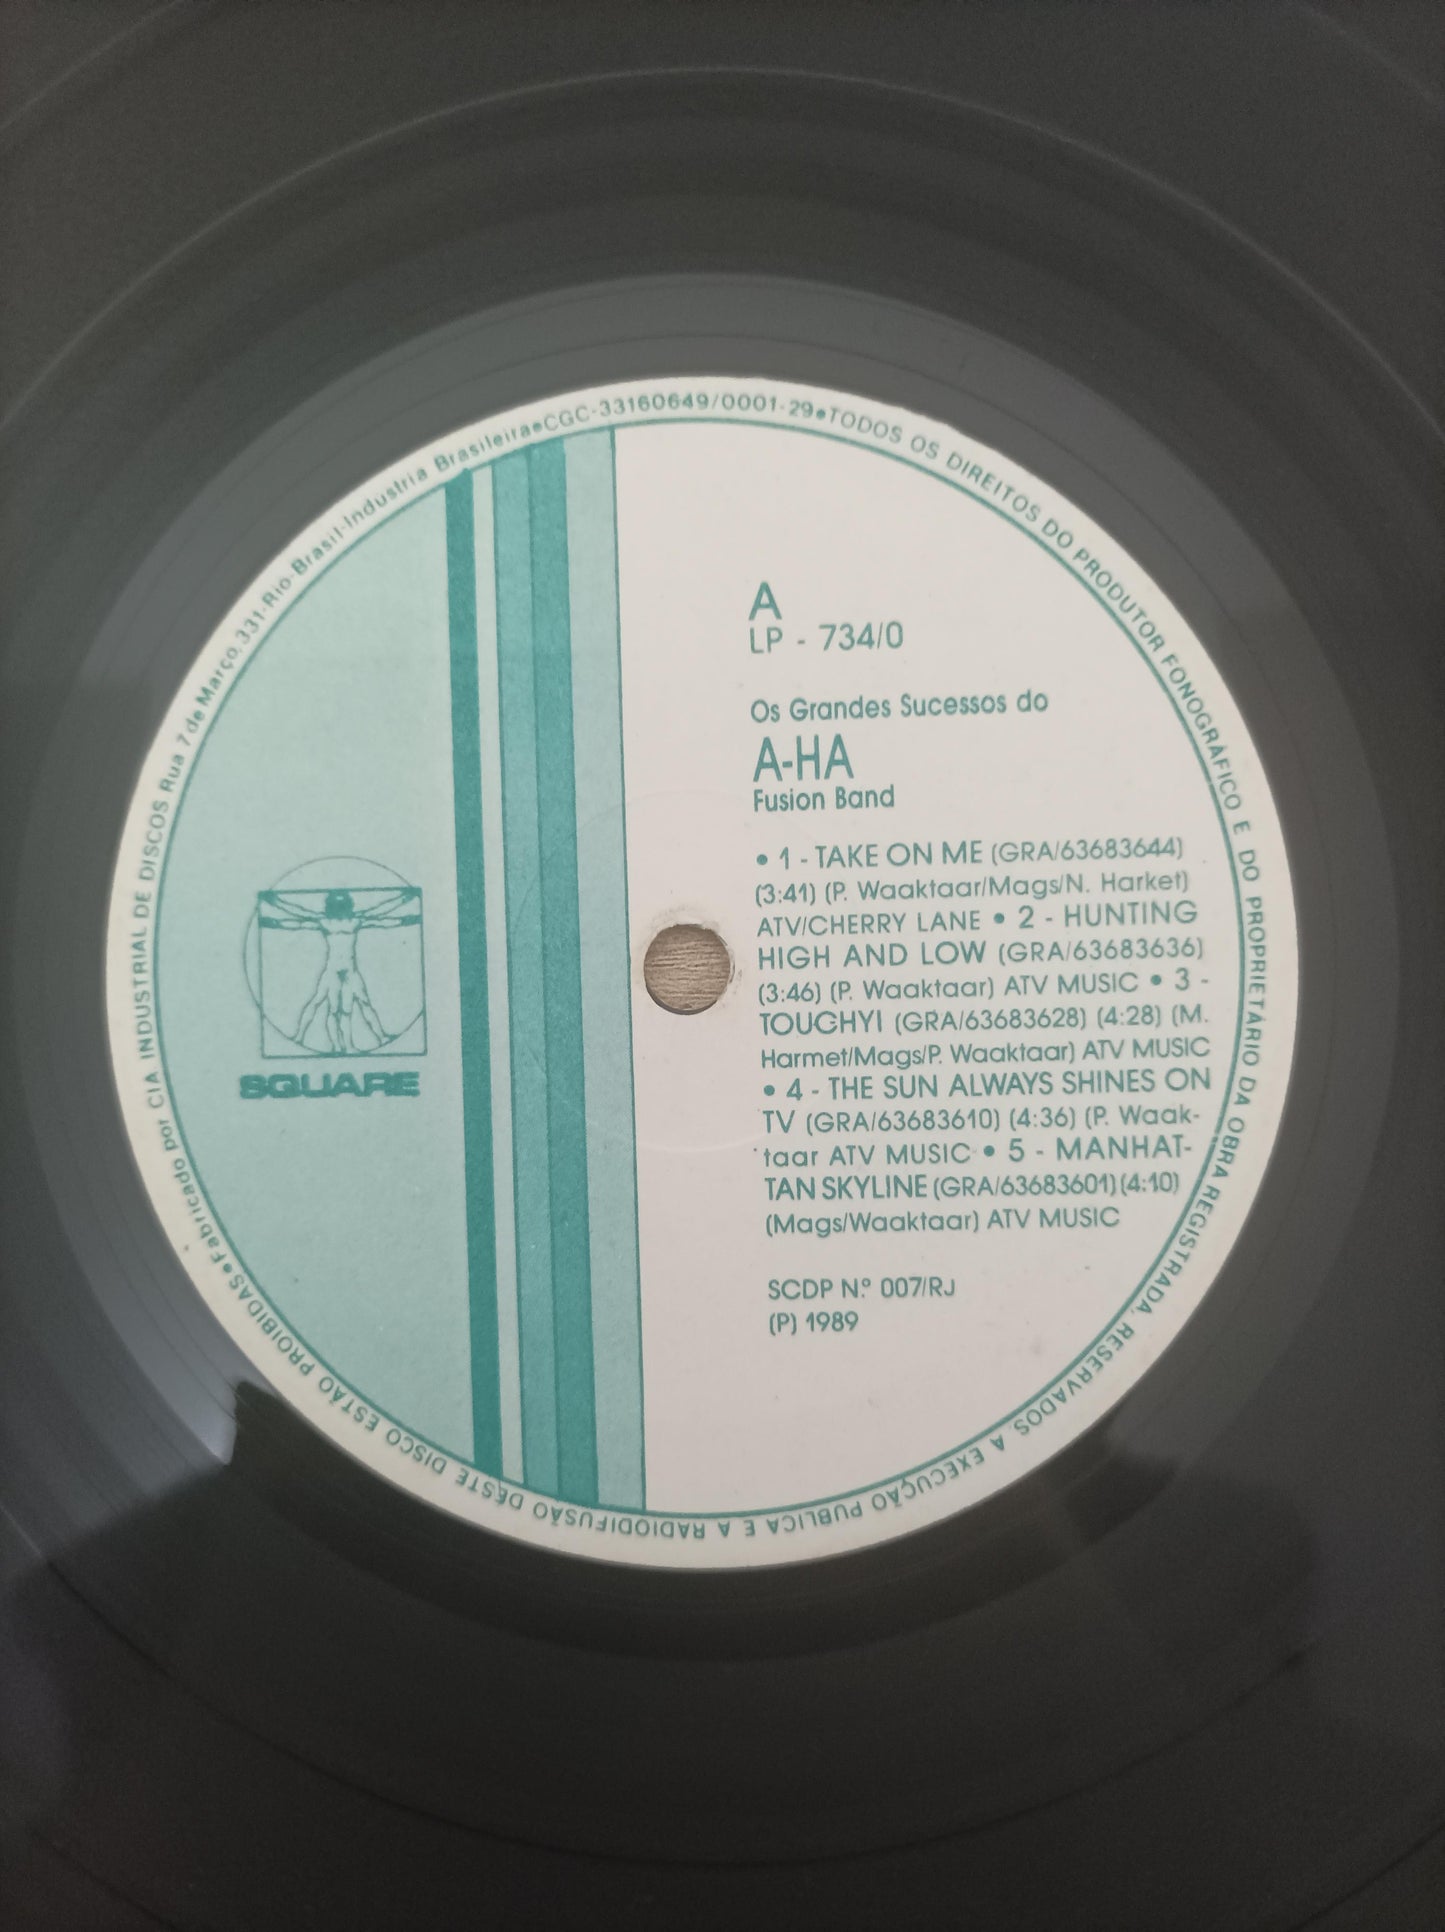 A
LP - 734/0
Os Grandes Sucessos do
A-HA
Fusion Band
• 1 - TAKE ON ME (GRA/63683644)
(3:41) (P. Waaktaar/Mags/N. Harket)
ATV/CHERRY LANE • 2 - HUNTING
HIGH AND LOW (GRA/63683636)
(3:46) (P. Waaktaar) ATV MUSIC • 3 -
TOUCHYI (GRA/63683628) (4:28) (M.
Harmet/Mags/P. Waaktaar) ATV MUSIC
• 4 - THE SUN ALWAYS SHINES ON
TV (GRA/63683610) (4:36) (P. Waak-
taar ATV MUSIC • 5 - MANHAT-
TAN SKYLINE (GRA/63683601) (4:10)
(Mags/Waaktaar) ATV MUSIC
SCDP N.º 007/RJ
(P) 1989
SQUARE
•Fabricado por CIA INDUSTRIAL DE DISCOS Rua 7 de Março, 331-Rio-Brasil-Industria Brasileira•CGC-33160649/0001-29•TODOS OS DIREITOS DO PRODUTOR FONOGRÁFICO E DO PROPRIETÁRIO DA OBRA REGISTRADA, RESERVADOS. A EXECUÇÃO PUBLICA E A RADIODIFUSÃO DÊSTE DISCO ESTÃO PROIBIDAS